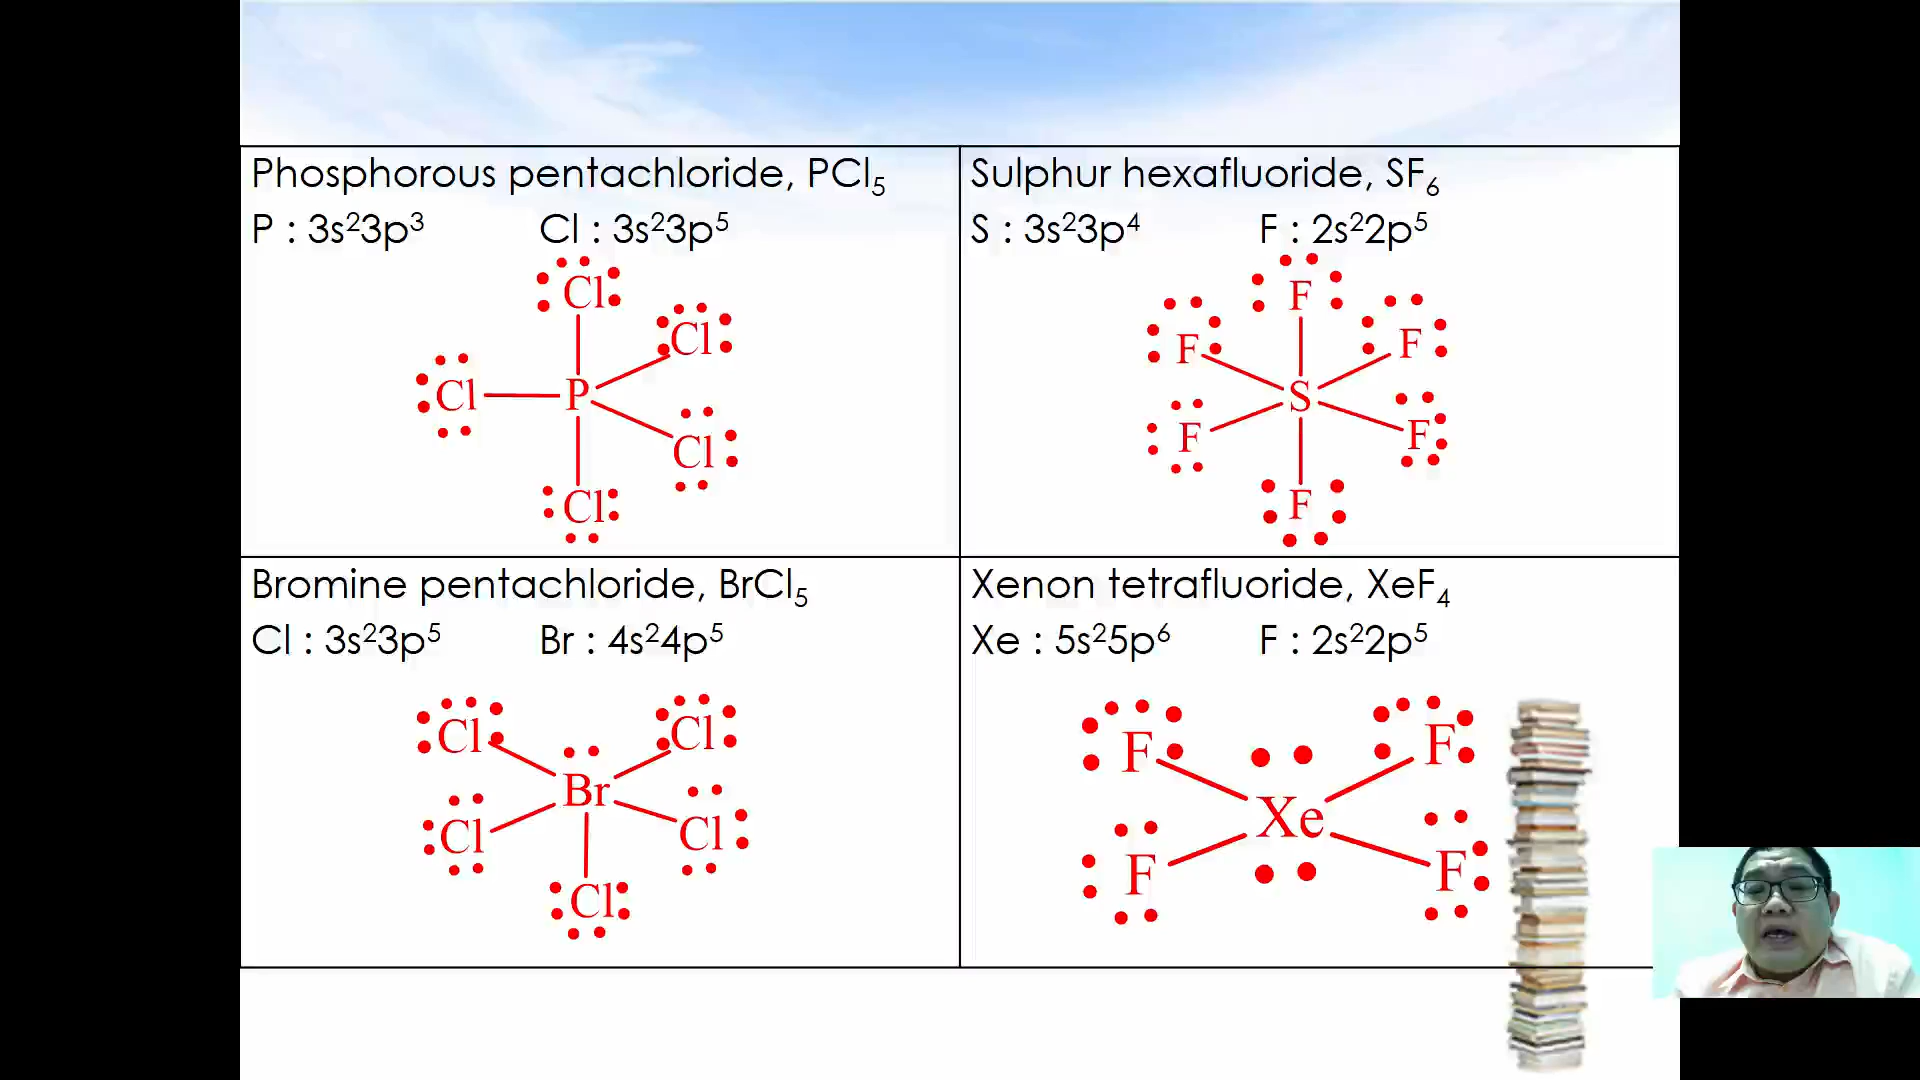 Phosphorous pentachloride, PCl₅
P : 3s²3p³ Cl : 3s²3p⁵
Cl
Cl
Cl P
Cl
Cl
Sulphur hexafluoride, SF₆
S : 3s²3p⁴ F : 2s²2p⁵
F
F F
S
F F
F
Bromine pentachloride, BrCl₅
Cl : 3s²3p⁵ Br : 4s²4p⁵
Cl Cl
Br
Cl Cl
Cl
Xenon tetrafluoride, XeF₄
Xe : 5s²5p⁶ F : 2s²2p⁵
F F
Xe
F F